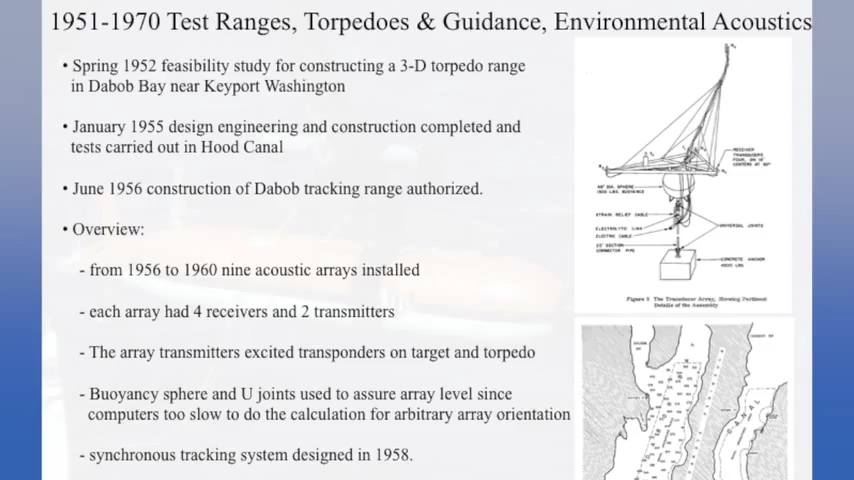 1951-1970 Test Ranges, Torpedoes & Guidance, Environmental Acoustics
• Spring 1952 feasibility study for constructing a 3-D torpedo range
in Dabob Bay near Keyport Washington
• January 1955 design engineering and construction completed and
tests carried out in Hood Canal
• June 1956 construction of Dabob tracking range authorized.
• Overview:
- from 1956 to 1960 nine acoustic arrays installed
- each array had 4 receivers and 2 transmitters
- The array transmitters excited transponders on target and torpedo
- Buoyancy sphere and U joints used to assure array level since
computers too slow to do the calculation for arbitrary array orientation
- synchronous tracking system designed in 1958.
RECEIVER
TRANSDUCERS
STRAIN RELIEF CABLE
UNIVERSAL JOINTS
ELECTRIC CABLE
CONNECTOR PIPE
CONCRETE ANCHOR
Figure 3 The Transducer Array, Showing Pertinent
Details of the Assembly